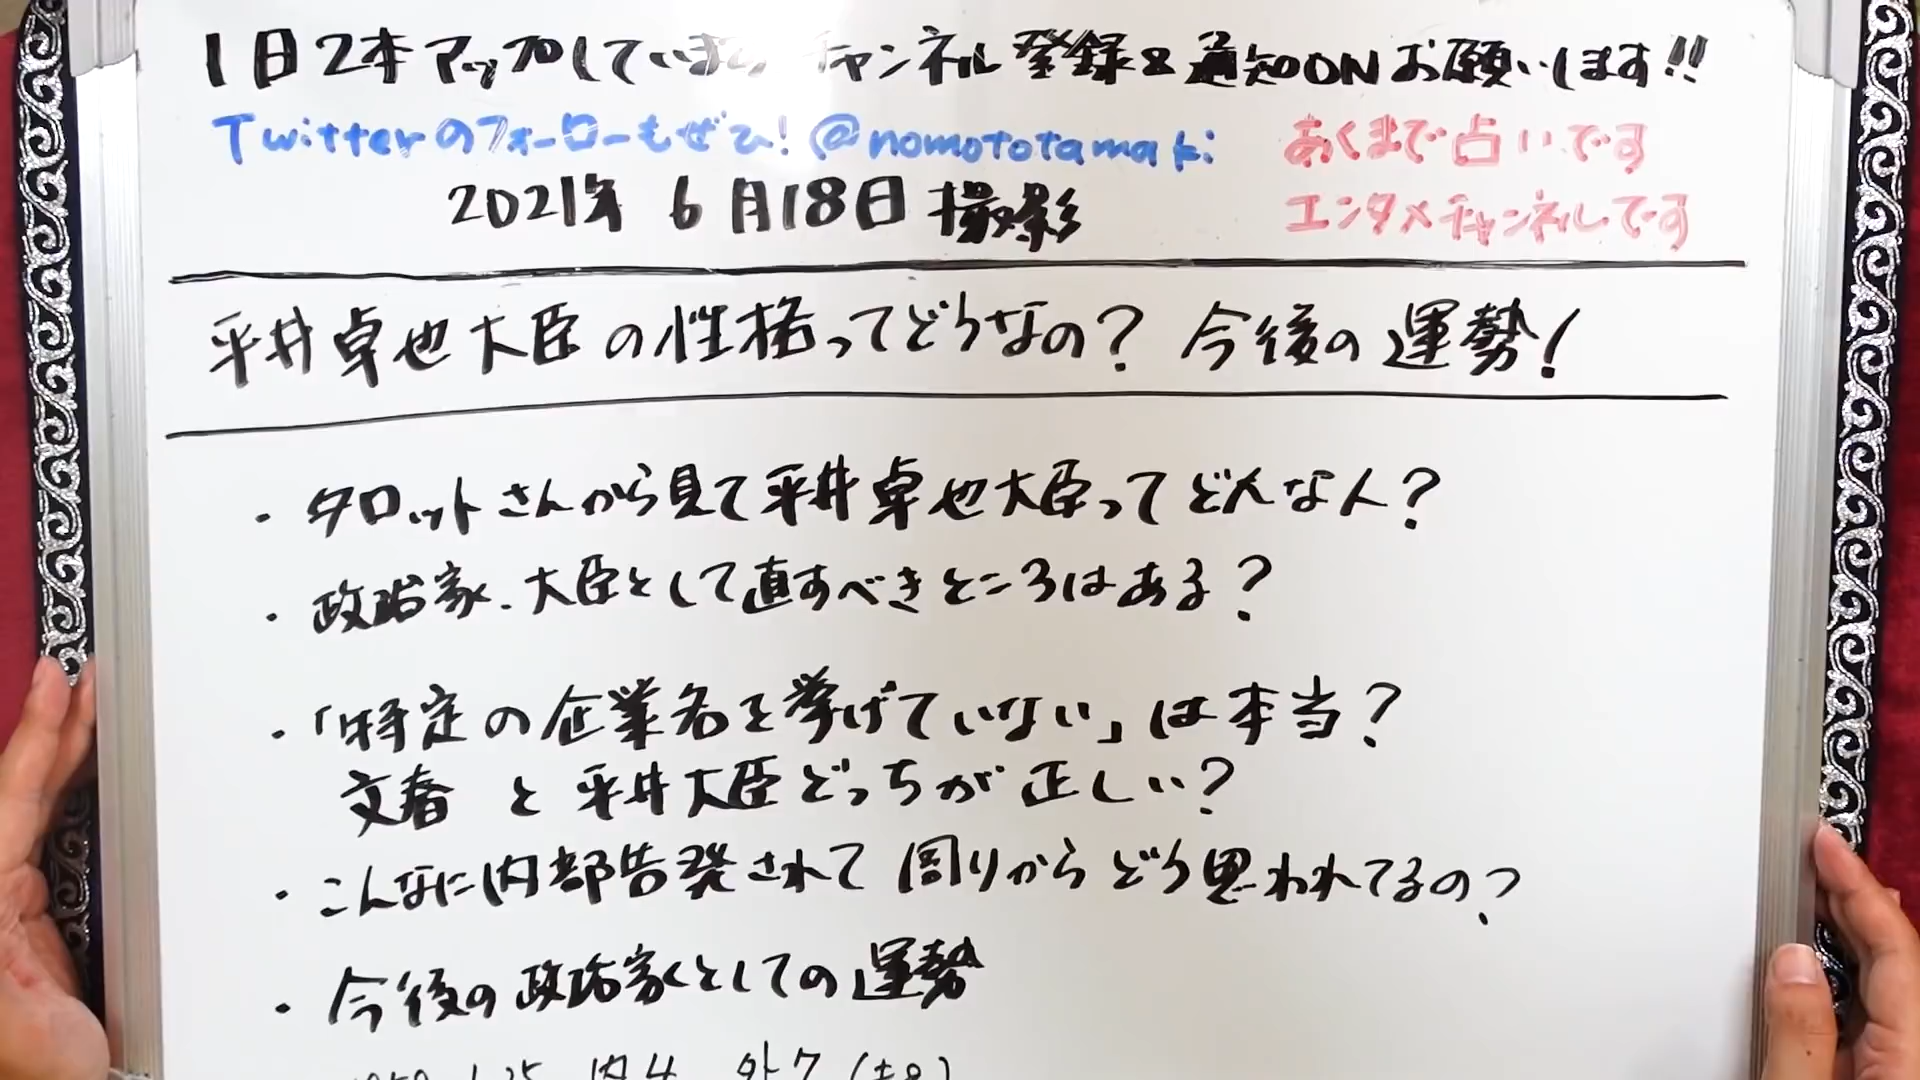 1日2本アップしています チャンネル登録&通知ONお願いします!!
Twitterのフォローもぜひ!@nomototamaki
あくまで占いです
エンタメチャンネルです
2021年 6月18日 撮影
平井卓也大臣の性格ってどうなの? 今後の運勢!
・タロットさんから見て平井卓也大臣ってどんな人?
・政治家、大臣として直すべきところはある?
・「特定の企業名を挙げていない」は本当?
文春 と 平井大臣どっちが正しい?
・こんなに内部告発されて 周りからどう思われてるの?
・今後の政治家としての運勢